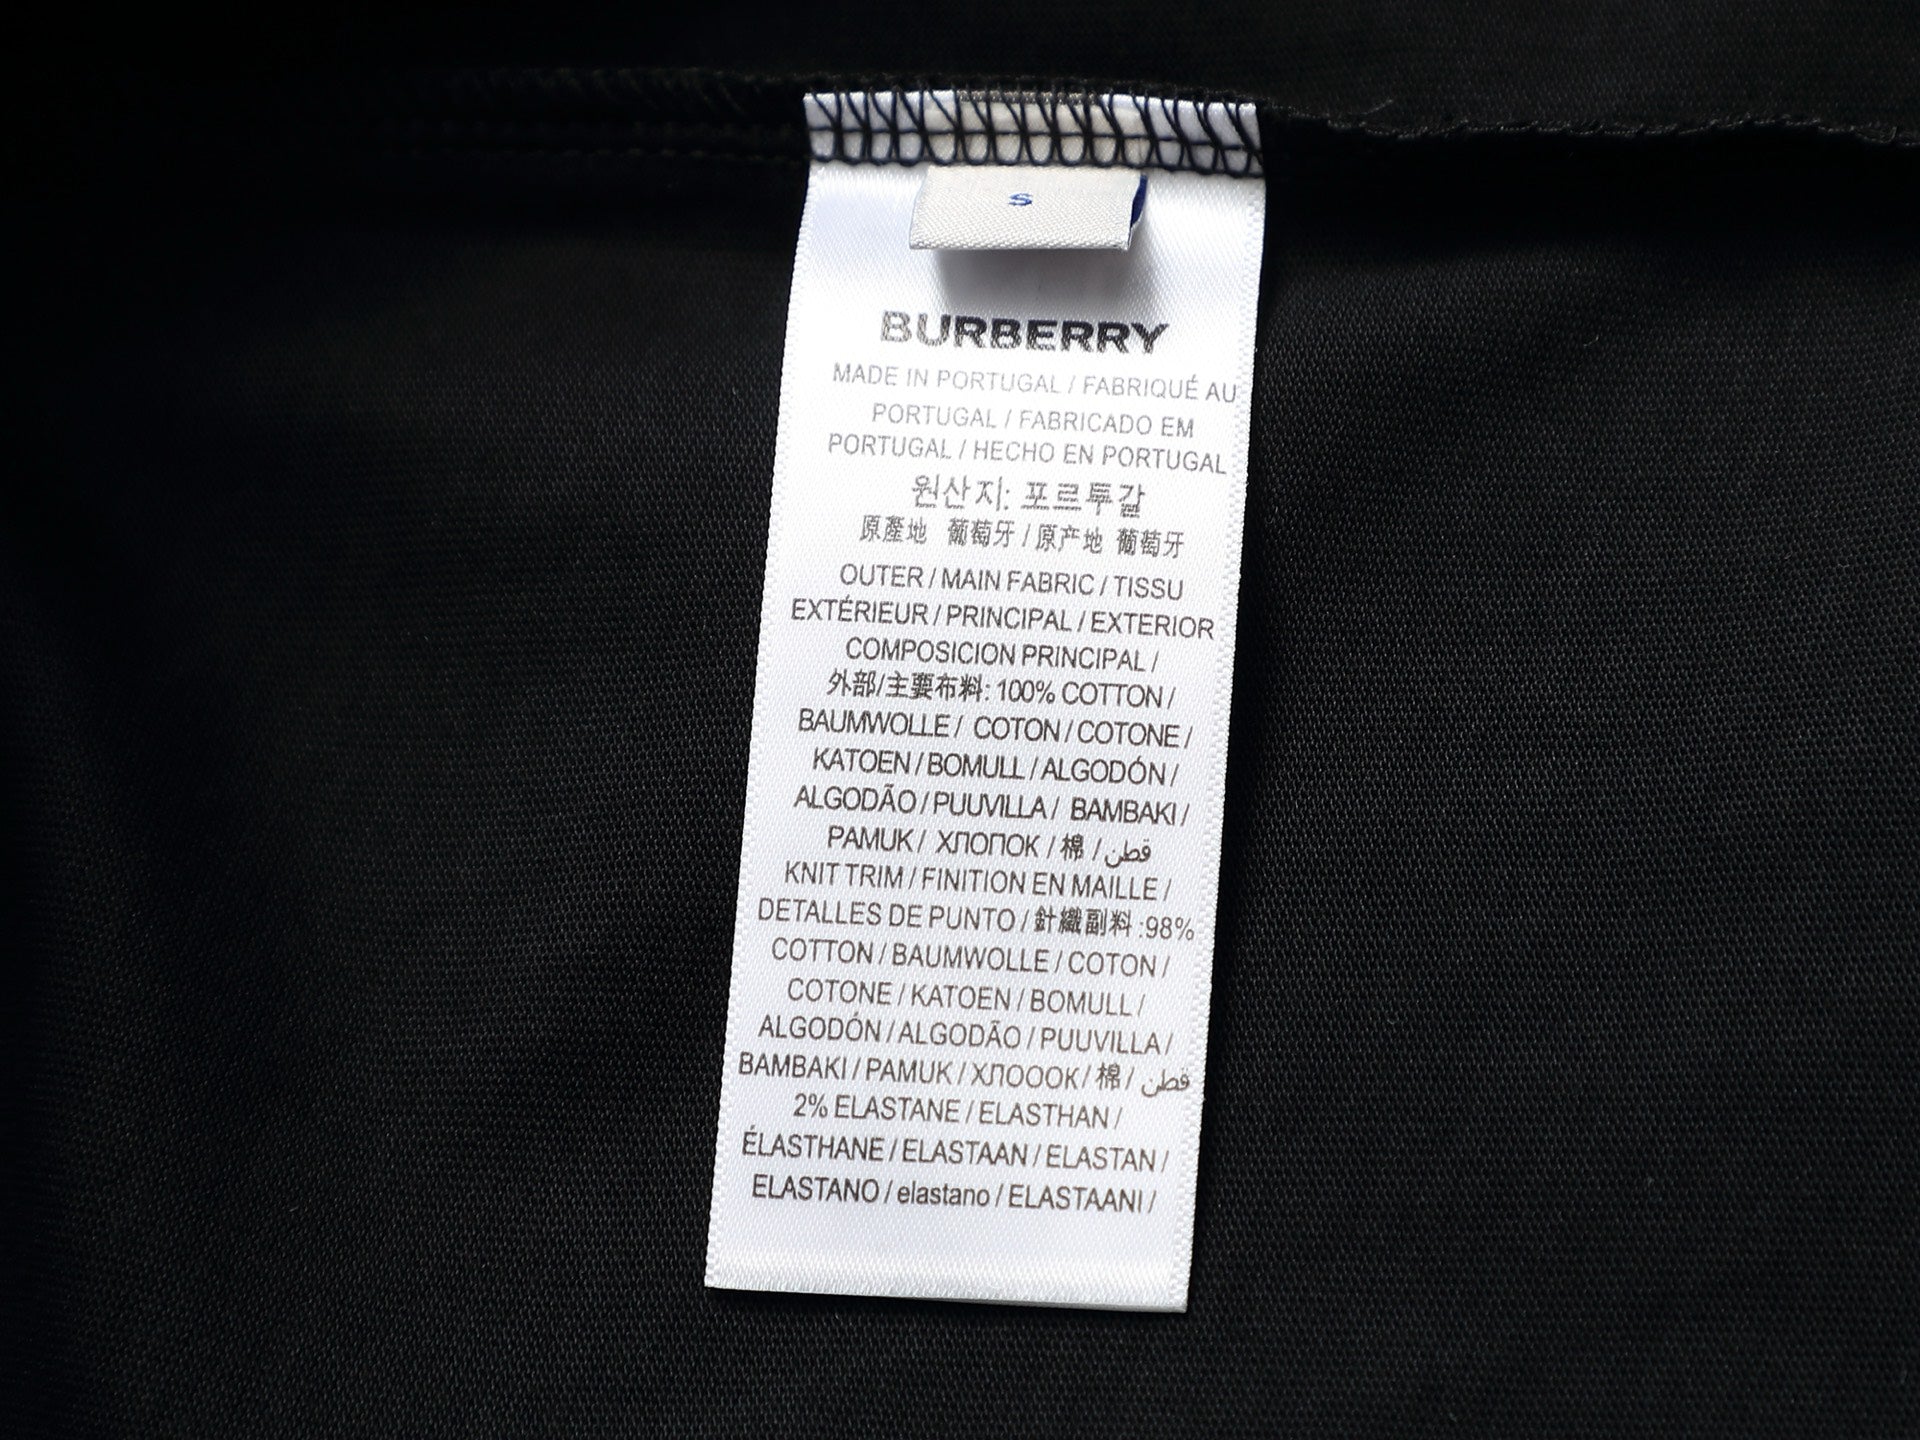 S
BURBERRY
MADE IN PORTUGAL / FABRIQUÉ AU
PORTUGAL / FABRICADO EM
PORTUGAL / HECHO EN PORTUGAL
원산지: 포르투갈
原產地 葡萄牙 / 原产地 葡萄牙
OUTER / MAIN FABRIC / TISSU
EXTÉRIEUR / PRINCIPAL / EXTERIOR
COMPOSICION PRINCIPAL /
外部/主要布料: 100% COTTON /
BAUMWOLLE / COTON / COTONE /
KATOEN / BOMULL / ALGODÓN /
ALGODÃO / PUUVILLA / BAMBAKI /
PAMUK / ХЛОПОК / 棉 / قطن
KNIT TRIM / FINITION EN MAILLE /
DETALLES DE PUNTO / 針織副料 :98%
COTTON / BAUMWOLLE / COTON /
COTONE / KATOEN / BOMULL /
ALGODÓN / ALGODÃO / PUUVILLA /
BAMBAKI / PAMUK / ХЛОООК / 棉 / قطن
2% ELASTANE / ELASTHAN /
ÉLASTHANE / ELASTAAN / ELASTAN /
ELASTANO / elastano / ELASTAANI /